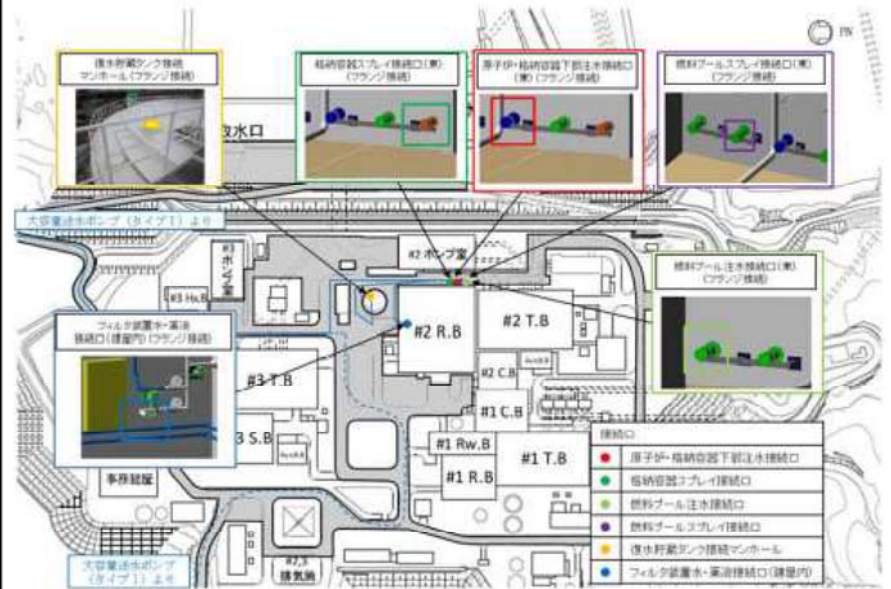 PN
復水貯蔵タンク接続
マンホール(フランジ接続)
格納容器スプレイ接続口(東)
(フランジ接続)
原子炉・格納容器下部注水接続口
(東)(フランジ接続)
燃料プールスプレイ接続口(東)
(フランジ接続)
放水口
大容量送水ポンプ(タイプⅠ)より
#3
ポンプ室
#2 ポンプ室
#3 Hx.B
燃料プール注水接続口(東)
(フランジ接続)
フィルタ装置水・薬液
接続口(建屋内)(フランジ接続)
#2 R.B
#2 T.B
#3 T.B
#2 C.B
#1 C.B
3 S.B
#1 Rw.B
#1 R.B
#1 T.B
事務建屋
#2,3
排気筒
大容量送水ポンプ
(タイプⅠ)より
接続口
原子炉・格納容器下部注水接続口
格納容器スプレイ接続口
燃料プール注水接続口
燃料プールスプレイ接続口
復水貯蔵タンク接続マンホール
フィルタ装置水・薬液接続口(建屋内)